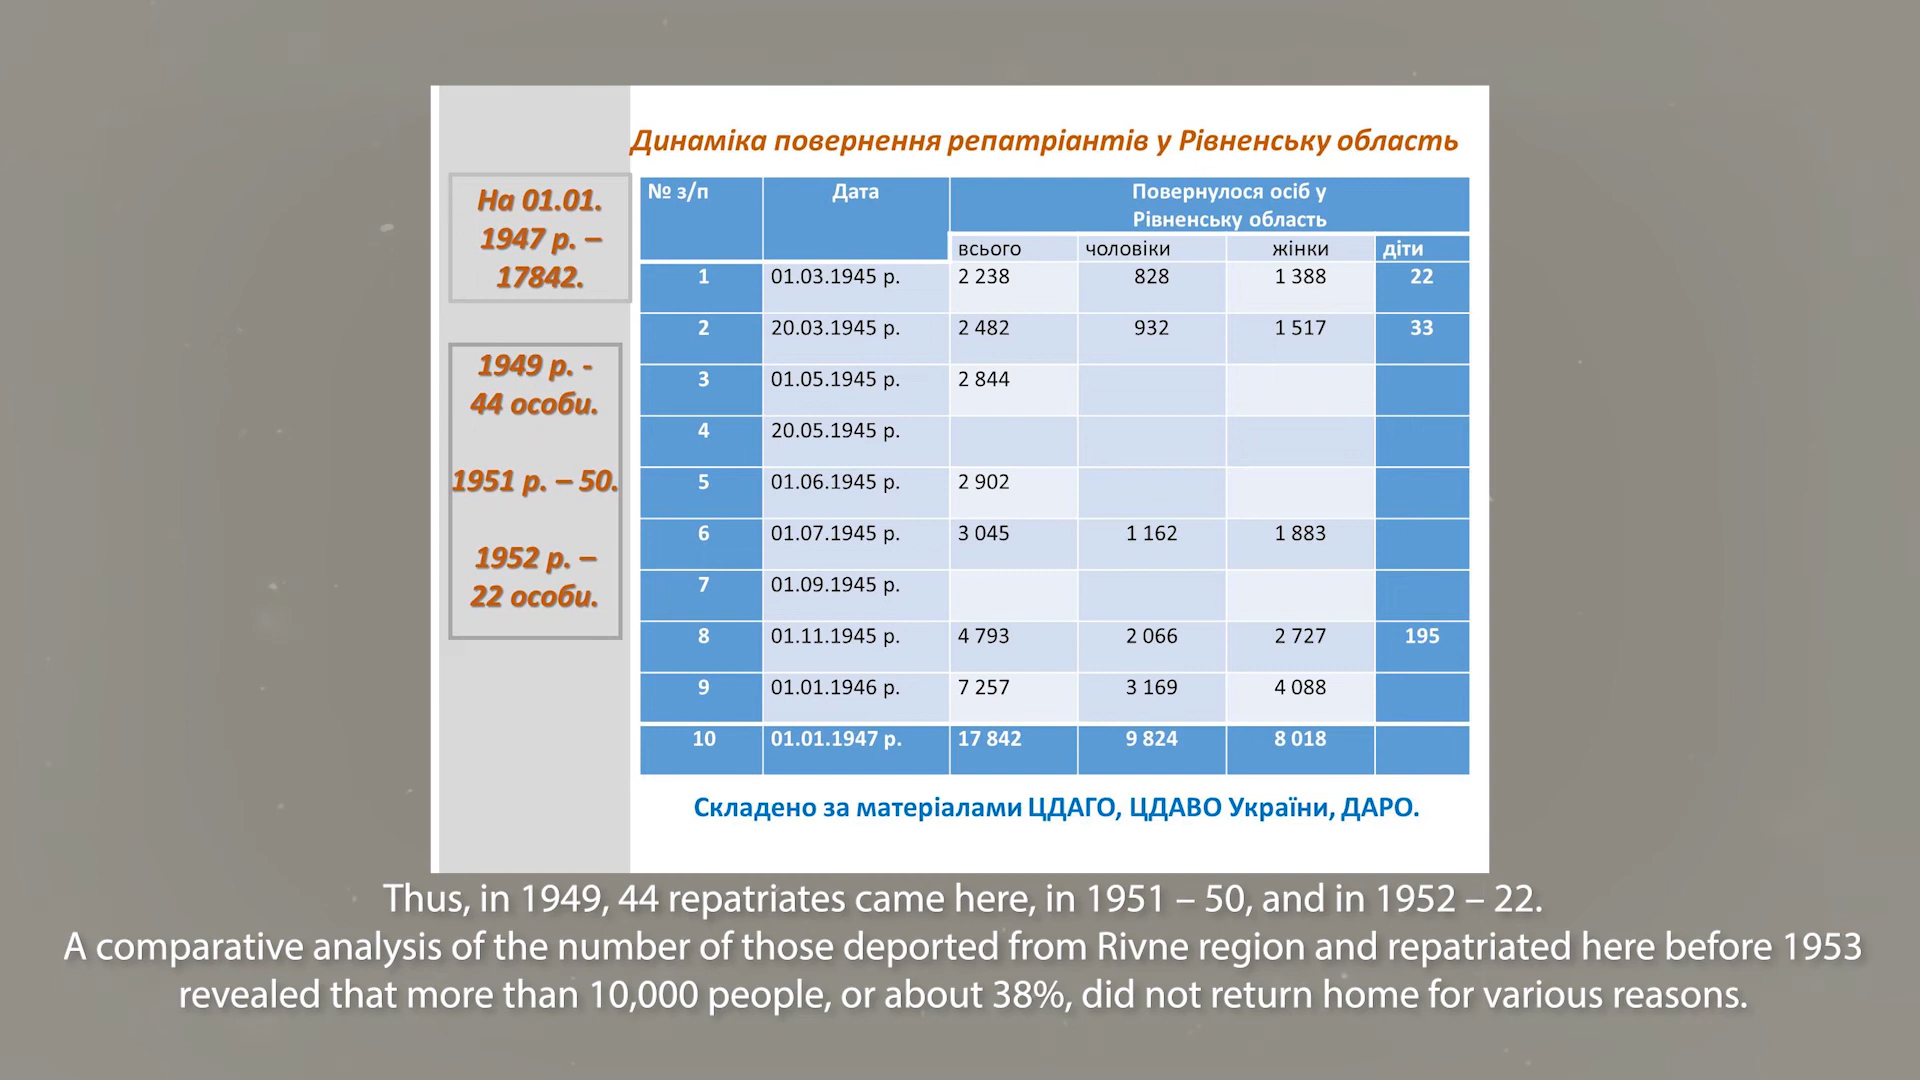 Динаміка повернення репатріантів у Рівненську область
На 01.01.
1947 р. –
17842.
1949 р. -
44 особи.
1951 р. – 50.
1952 р. –
22 особи.
№ з/п Дата Повернулося осіб у
Рівненську область
всього чоловіки жінки діти
1 01.03.1945 р. 2 238 828 1 388 22
2 20.03.1945 р. 2 482 932 1 517 33
3 01.05.1945 р. 2 844
4 20.05.1945 р.
5 01.06.1945 р. 2 902
6 01.07.1945 р. 3 045 1 162 1 883
7 01.09.1945 р.
8 01.11.1945 р. 4 793 2 066 2 727 195
9 01.01.1946 р. 7 257 3 169 4 088
10 01.01.1947 р. 17 842 9 824 8 018
Складено за матеріалами ЦДАГО, ЦДАВО України, ДАРО.
Thus, in 1949, 44 repatriates came here, in 1951 – 50, and in 1952 – 22.
A comparative analysis of the number of those deported from Rivne region and repatriated here before 1953
revealed that more than 10,000 people, or about 38%, did not return home for various reasons.